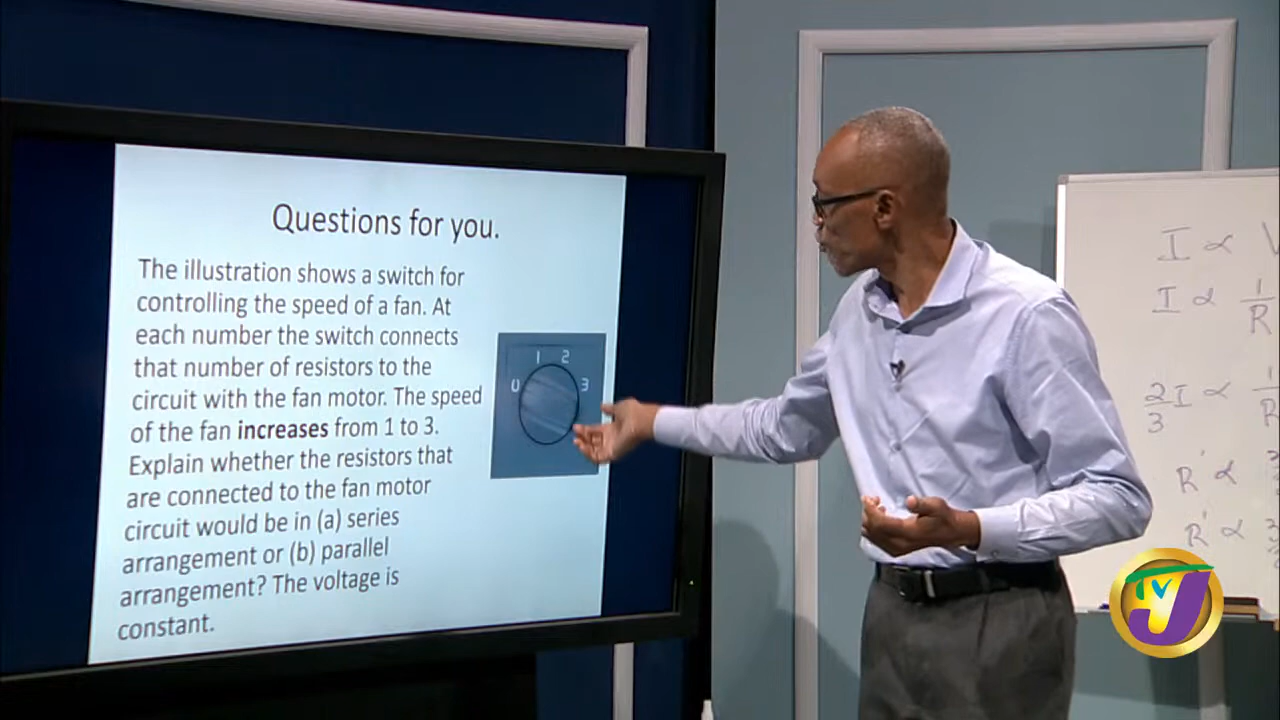 Questions for you.
The illustration shows a switch for
controlling the speed of a fan. At
each number the switch connects
that number of resistors to the
circuit with the fan motor. The speed
of the fan increases from 1 to 3.
Explain whether the resistors that
are connected to the fan motor
circuit would be in (a) series
arrangement or (b) parallel
arrangement? The voltage is
constant.
0 1 2 3
I ∝ V
I ∝ 1/R
2/3 I ∝ 1/R
R' ∝
R' ∝
TVJ